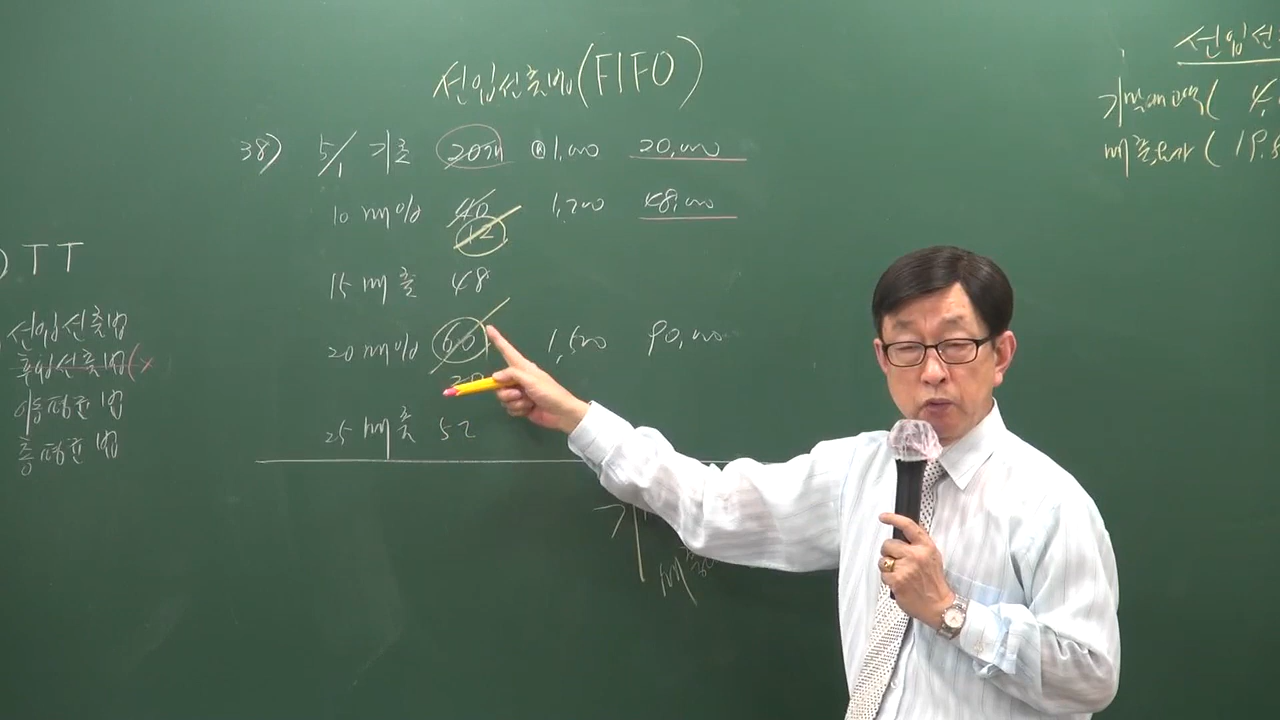 선입선출법(FIFO)
38) 5/1 기초 20개 @1,000 20,000
10 매입 40 1,200 48,000
12
15 매출 48
20 매입 60 1,500 90,000
25 매출 52
) TT
선입선출법
후입선출법(x
이동평균법
총평균법
선입선
기말재고액( 4
매출원가(19,